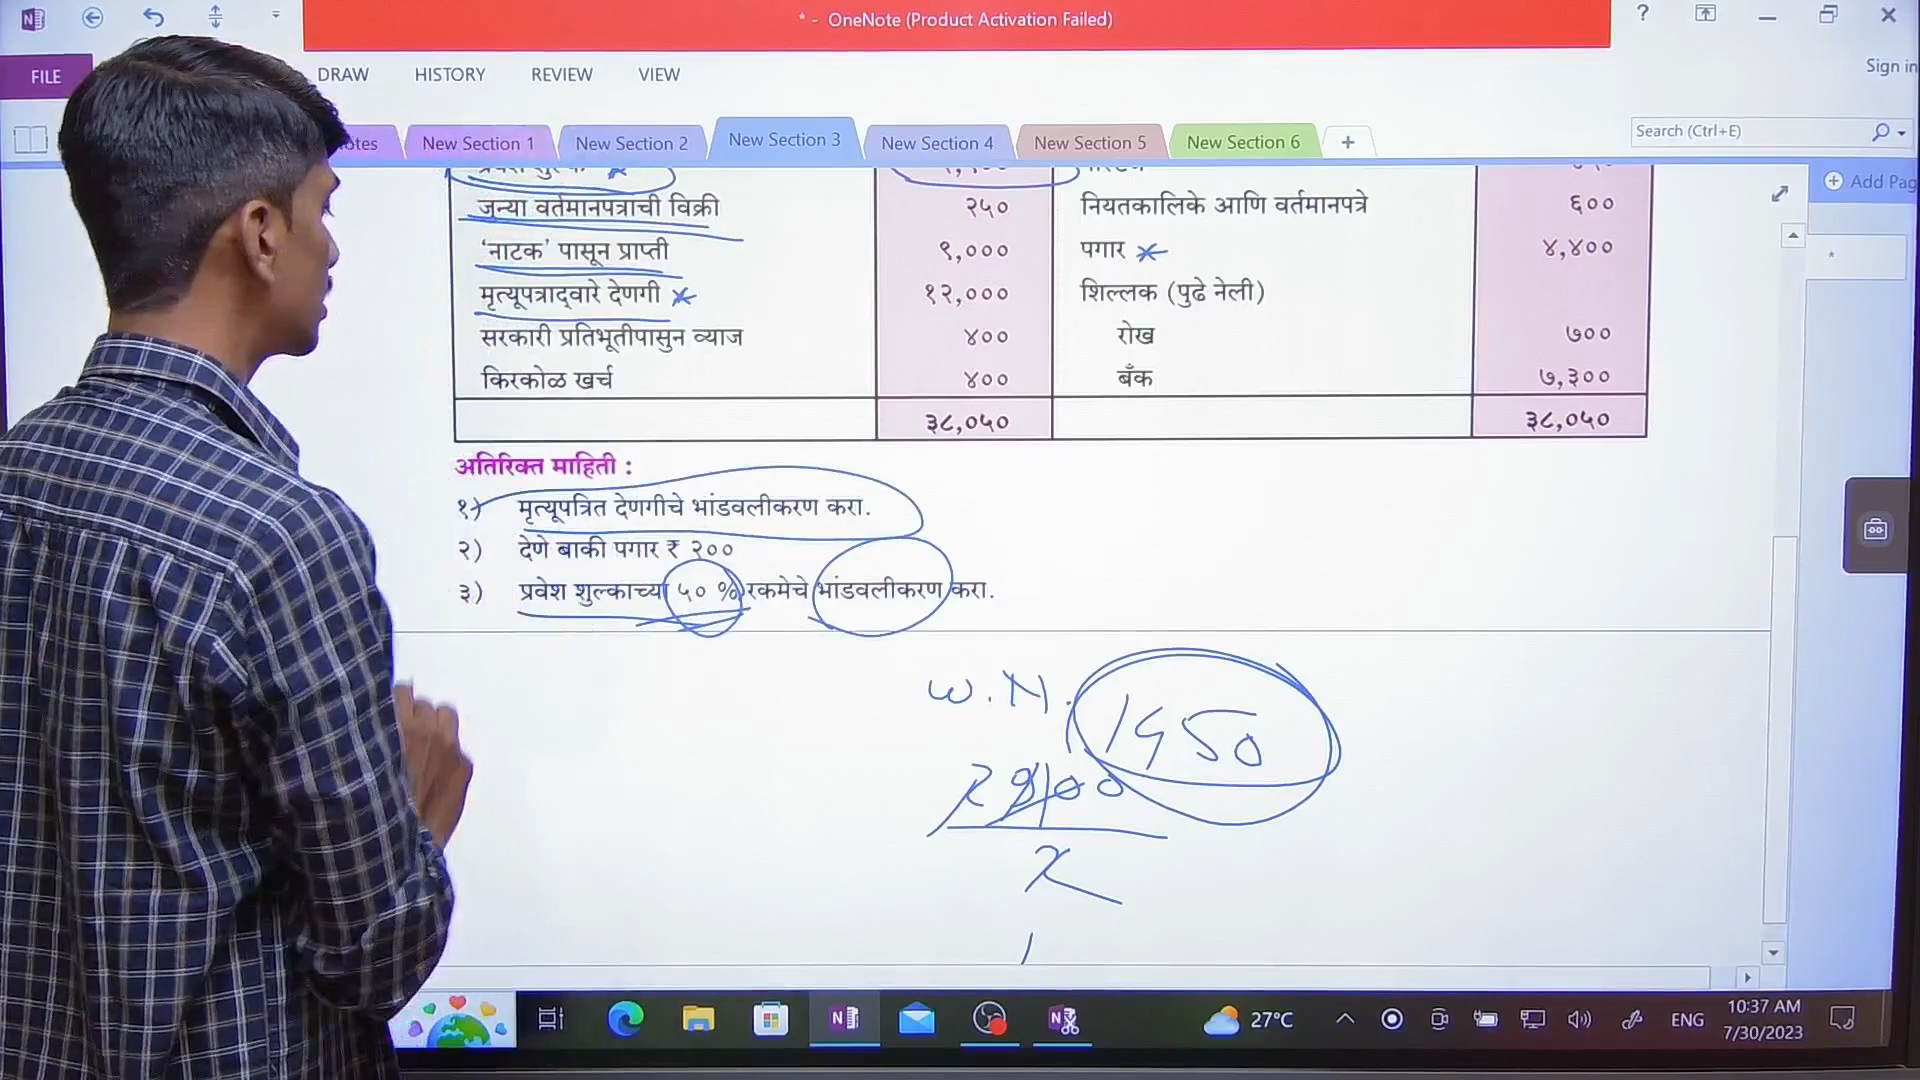 * - OneNote (Product Activation Failed)
?
FILE DRAW HISTORY REVIEW VIEW
Sign in
New Section 1 New Section 2 New Section 3 New Section 4 New Section 5 New Section 6 +
Search (Ctrl+E)
Add Pag
जुन्या वर्तमानपत्राची विक्री २५० नियतकालिके आणि वर्तमानपत्रे ६००
‘नाटक’ पासून प्राप्ती ९,००० पगार ४,४००
मृत्यूपत्राद्वारे देणगी १२,००० शिल्लक (पुढे नेली)
सरकारी प्रतिभूतीपासुन व्याज ४०० रोख ७००
किरकोळ खर्च ४०० बँक ७,३००
३८,०५० ३८,०५०
अतिरिक्त माहिती :
१) मृत्यूपत्रित देणगीचे भांडवलीकरण करा.
२) देणे बाकी पगार ₹ २००
३) प्रवेश शुल्काच्या ५० % रकमेचे भांडवलीकरण करा.
W.N.
27°C
ENG
10:37 AM
7/30/2023